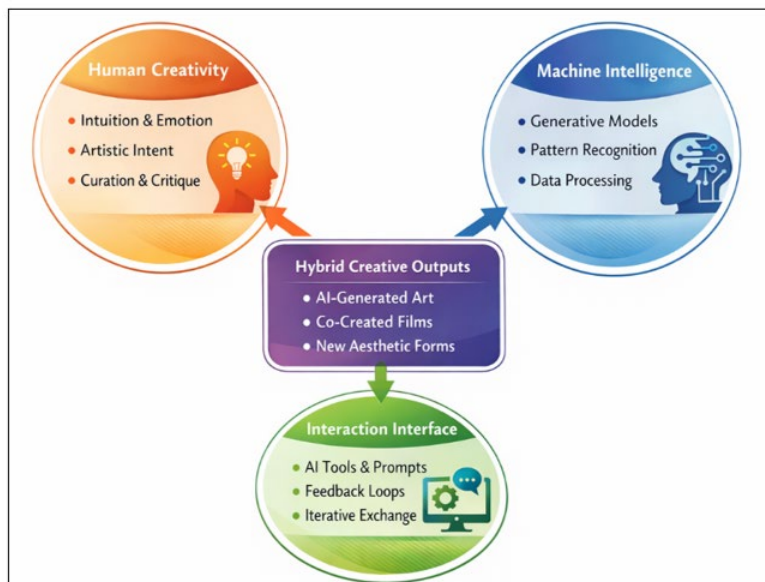 Human Creativity
• Intuition & Emotion
• Artistic Intent
• Curation & Critique
Machine Intelligence
• Generative Models
• Pattern Recognition
• Data Processing
Hybrid Creative Outputs
• AI-Generated Art
• Co-Created Films
• New Aesthetic Forms
Interaction Interface
• AI Tools & Prompts
• Feedback Loops
• Iterative Exchange